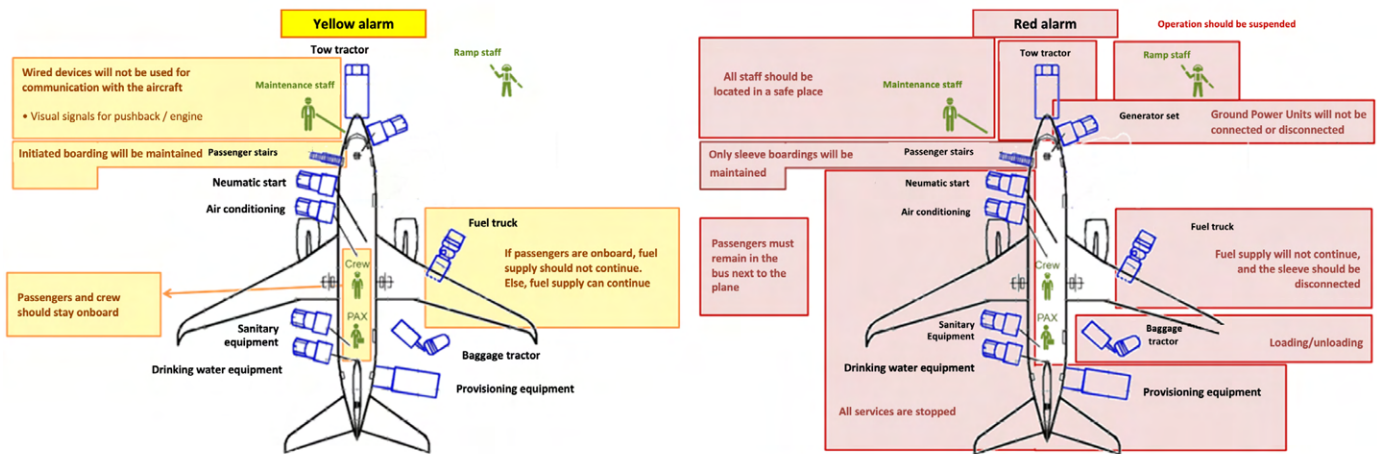 Yellow alarm
Tow tractor
Ramp staff
Wired devices will not be used for
communication with the aircraft
• Visual signals for pushback / engine
Maintenance staff
Initiated boarding will be maintained
Passenger stairs
Neumatic start
Air conditioning
Fuel truck
If passengers are onboard, fuel
supply should not continue.
Else, fuel supply can continue
Crew
PAX
Passengers and crew
should stay onboard
Sanitary
equipment
Baggage tractor
Drinking water equipment
Provisioning equipment
Red alarm
Operation should be suspended
Tow tractor
Ramp staff
All staff should be
located in a safe place
Maintenance staff
Generator set
Ground Power Units will not be
connected or disconnected
Only sleeve boardings will be
maintained
Passenger stairs
Neumatic start
Air conditioning
Fuel truck
Passengers must
remain in the
bus next to the
plane
Fuel supply will not continue,
and the sleeve should be
disconnected
Crew
PAX
Sanitary
Equipment
Baggage
tractor
Loading/unloading
Drinking water equipment
Provisioning equipment
All services are stopped